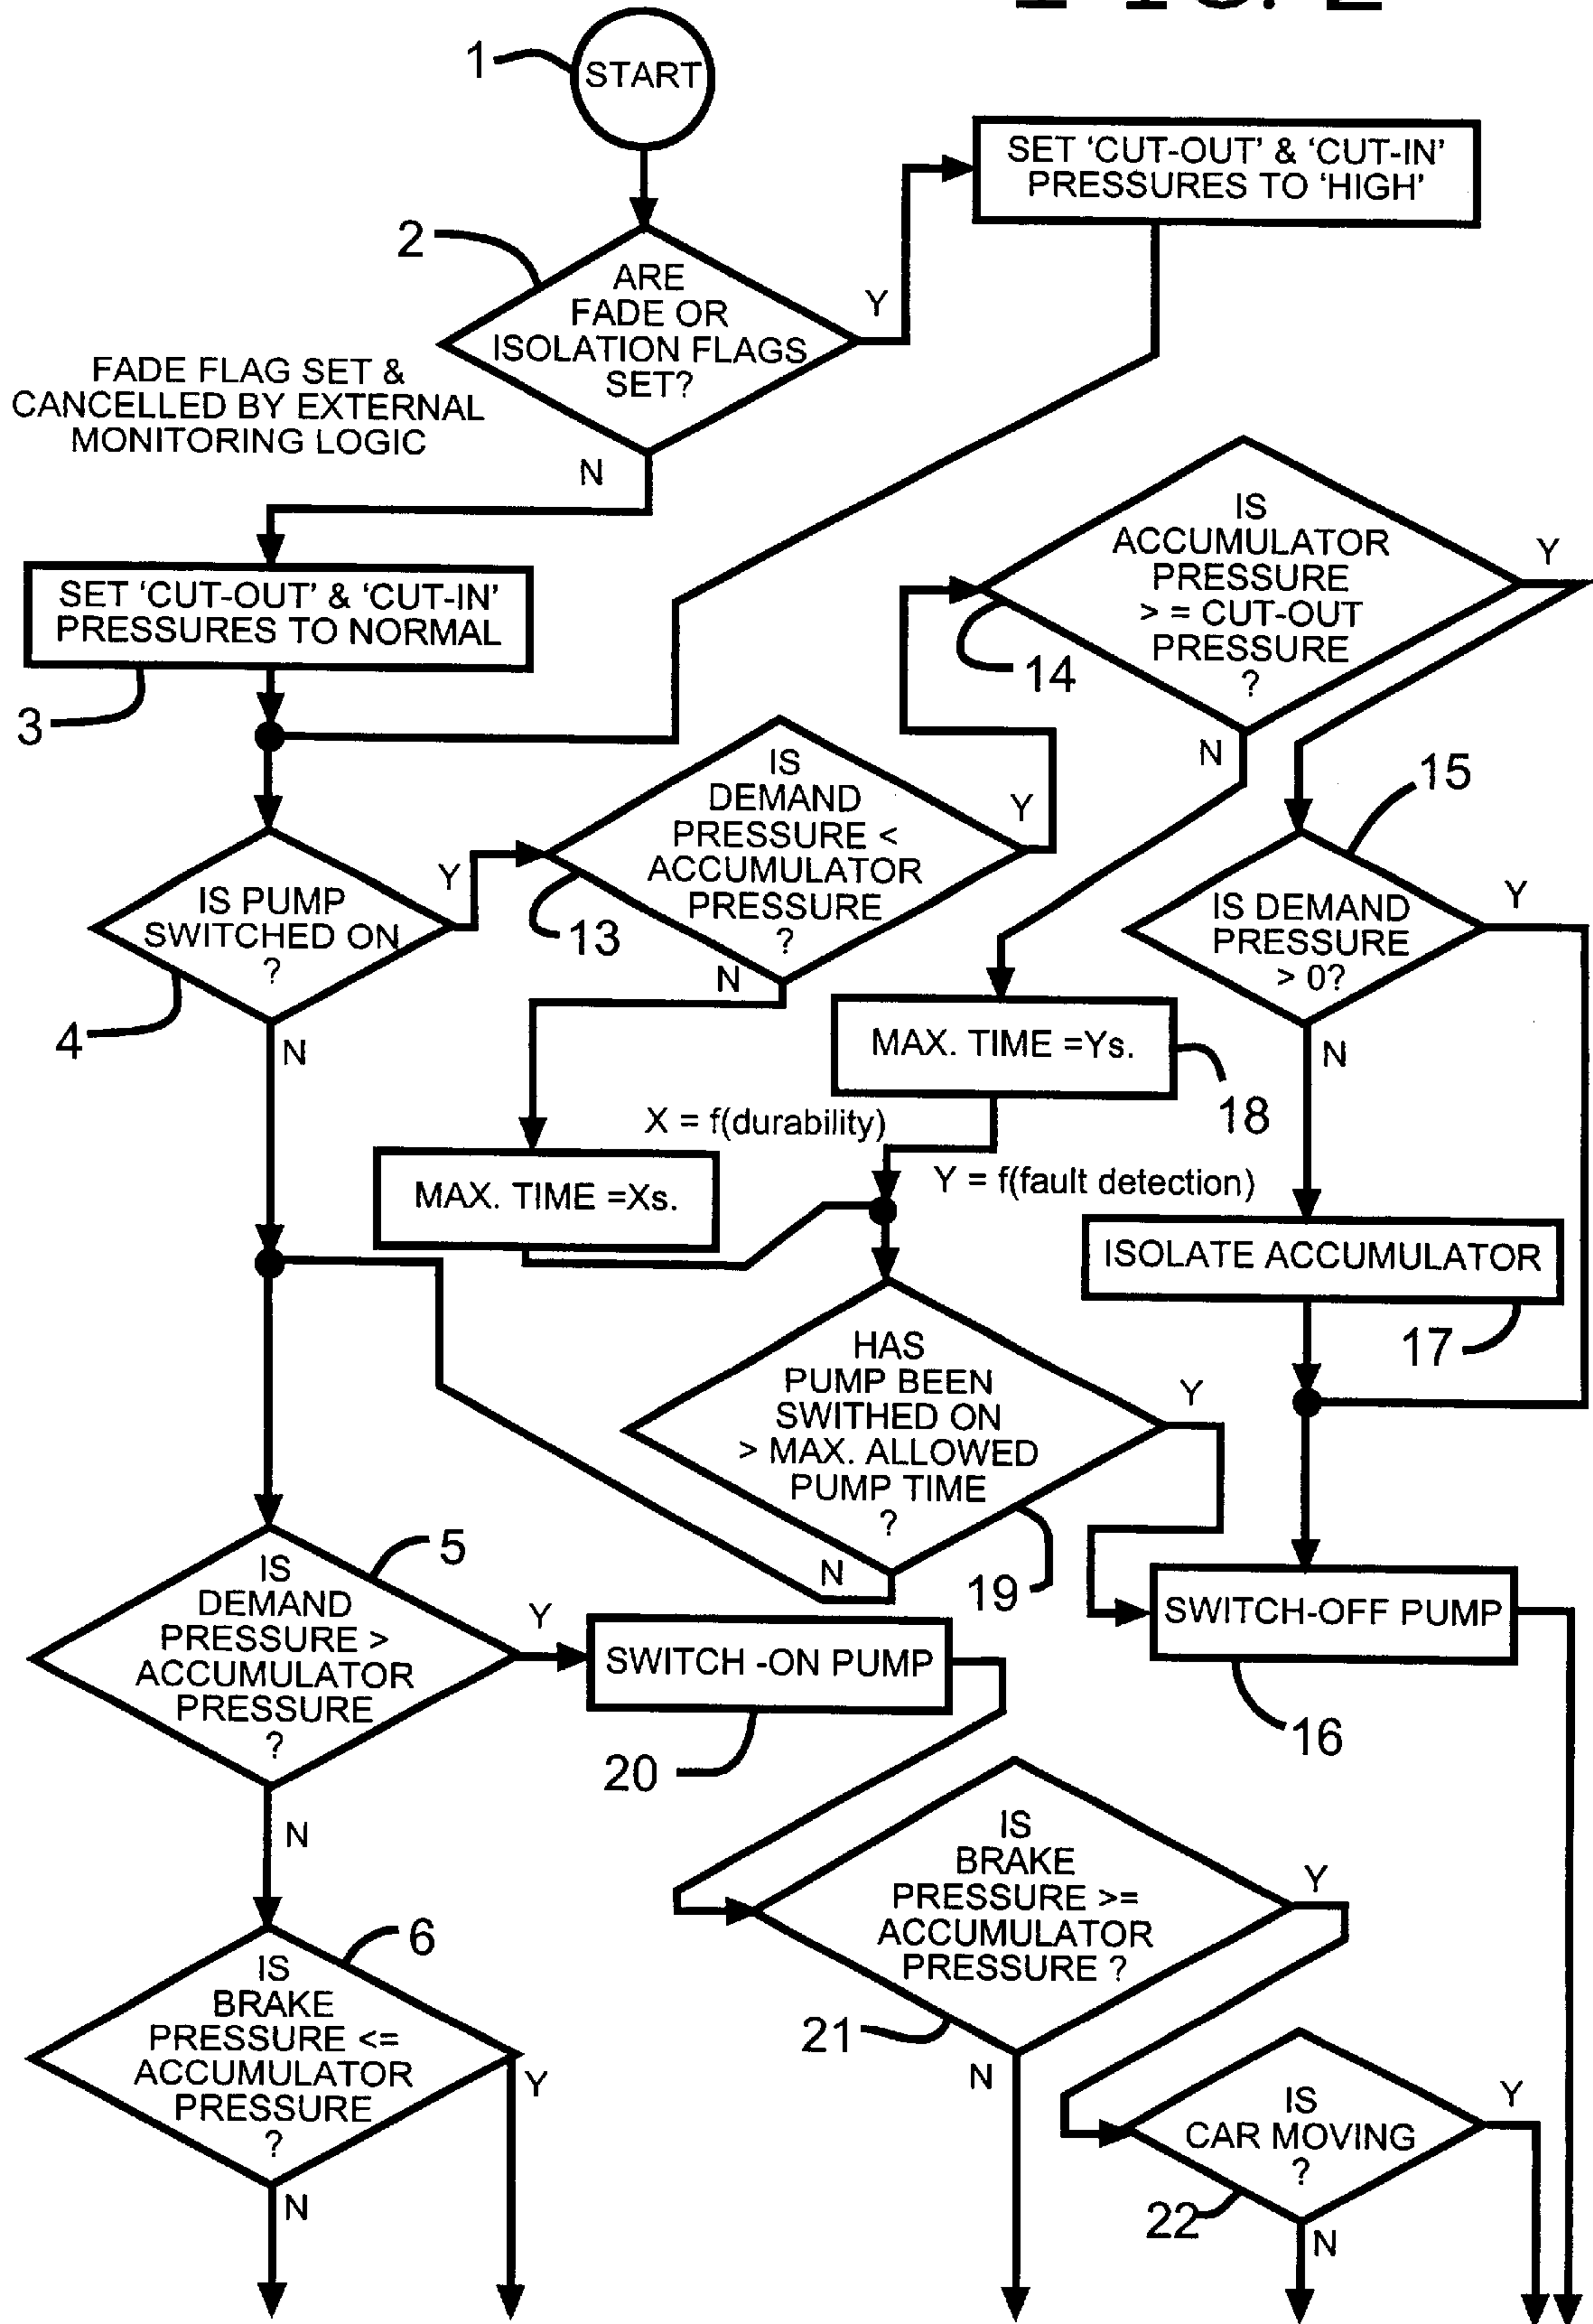 1
START
SET 'CUT-OUT' & 'CUT-IN'
PRESSURES TO 'HIGH'
2
ARE
FADE OR
ISOLATION FLAGS
SET?
Y
N
FADE FLAG SET &
CANCELLED BY EXTERNAL
MONITORING LOGIC
SET 'CUT-OUT' & 'CUT-IN'
PRESSURES TO NORMAL
3
IS
ACCUMULATOR
PRESSURE
> = CUT-OUT
PRESSURE
?
Y
14
N
IS
DEMAND
PRESSURE <
ACCUMULATOR
PRESSURE
?
Y
13
N
15
IS PUMP
SWITCHED ON
?
Y
4
N
IS DEMAND
PRESSURE
> 0?
Y
N
MAX. TIME =Ys.
18
X = f(durability)
Y = f(fault detection)
MAX. TIME =Xs.
ISOLATE ACCUMULATOR
17
HAS
PUMP BEEN
SWITHED ON
> MAX. ALLOWED
PUMP TIME
?
Y
N
19
5
IS
DEMAND
PRESSURE >
ACCUMULATOR
PRESSURE
?
Y
N
SWITCH -ON PUMP
20
SWITCH-OFF PUMP
16
IS
BRAKE
PRESSURE >=
ACCUMULATOR
PRESSURE ?
Y
21
N
6
IS
BRAKE
PRESSURE <=
ACCUMULATOR
PRESSURE
?
Y
N
IS
CAR MOVING
?
Y
22
N